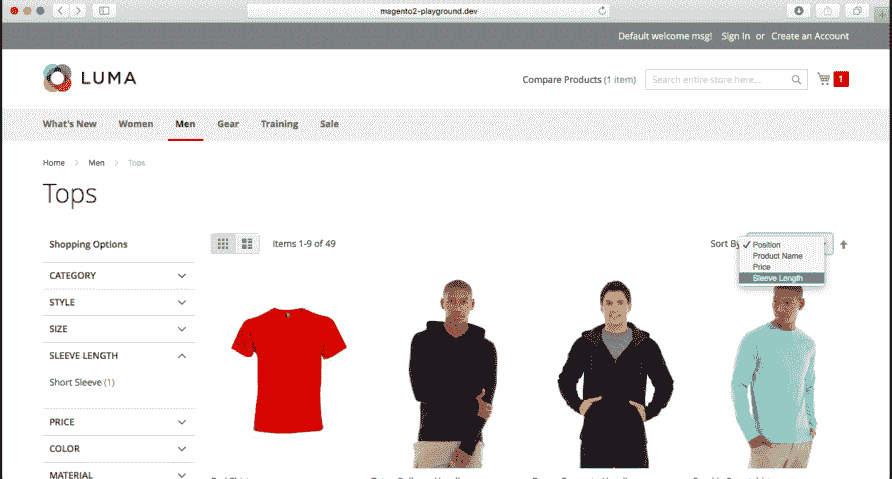 magento2-playground.dev
Default welcome msg! Sign In or Create an Account
LUMA
Compare Products (1 item) Search entire store here... 1
What's New Women Men Gear Training Sale
Home > Men > Tops
Tops
Shopping Options
Items 1-9 of 49
Sort By
✓ Position
Product Name
Price
Sleeve Length
CATEGORY
STYLE
SIZE
SLEEVE LENGTH
Short Sleeve (1)
PRICE
COLOR
MATERIAL